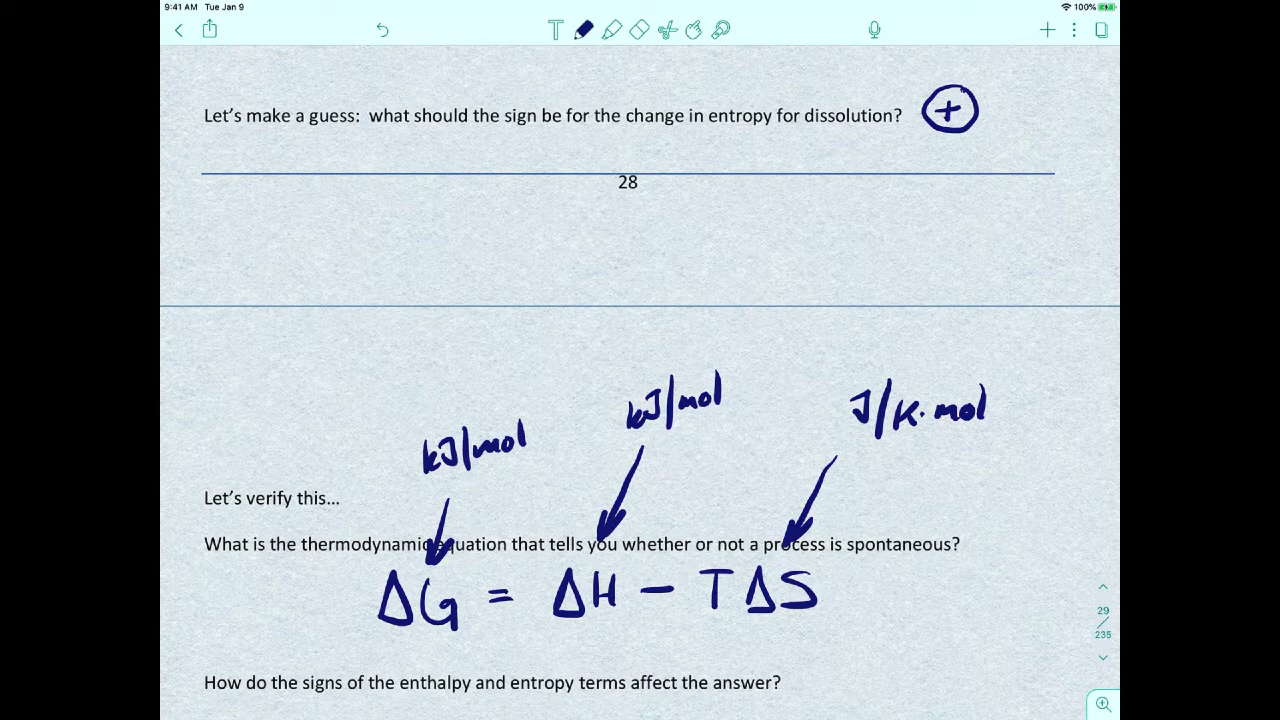 9:41 AM Tue Jan 9
100%
T
Let's make a guess: what should the sign be for the change in entropy for dissolution? +
28
kJ/mol kJ/mol J/K·mol
Let's verify this...
What is the thermodynamic equation that tells you whether or not a process is spontaneous?
ΔG = ΔH - TΔS
29
/
235
How do the signs of the enthalpy and entropy terms affect the answer?